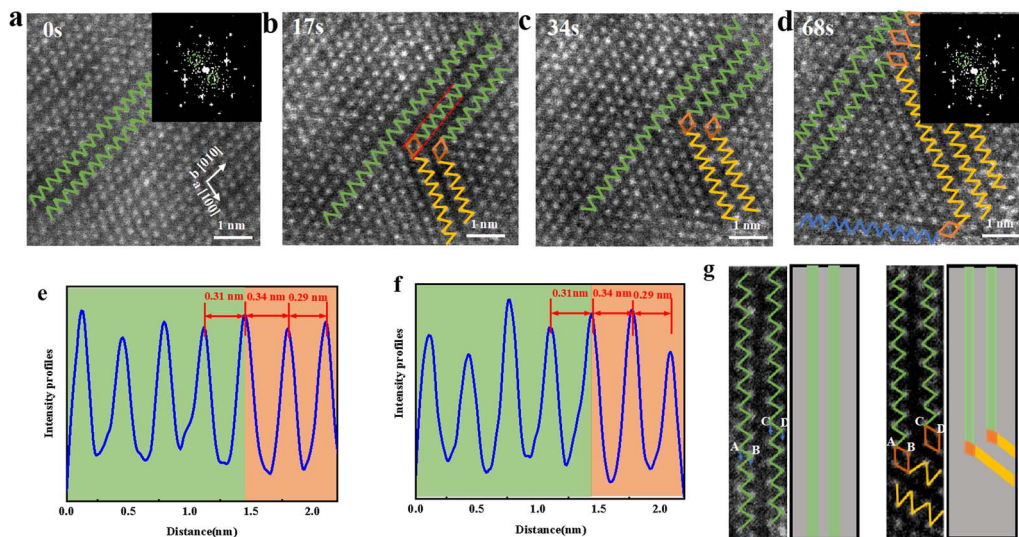 a
0s
b [010]
a [100]
1 nm
b
17s
1 nm
c
34s
1 nm
d
68s
1 nm
e
0.31 nm
0.34 nm
0.29 nm
Intensity profiles
0.0
0.5
1.0
1.5
2.0
Distance(nm)
f
0.31nm
0.34 nm
0.29 nm
Intensity profiles
0.0
0.5
1.0
1.5
2.0
Distance(nm)
g
C
D
A
B
C
D
A
B